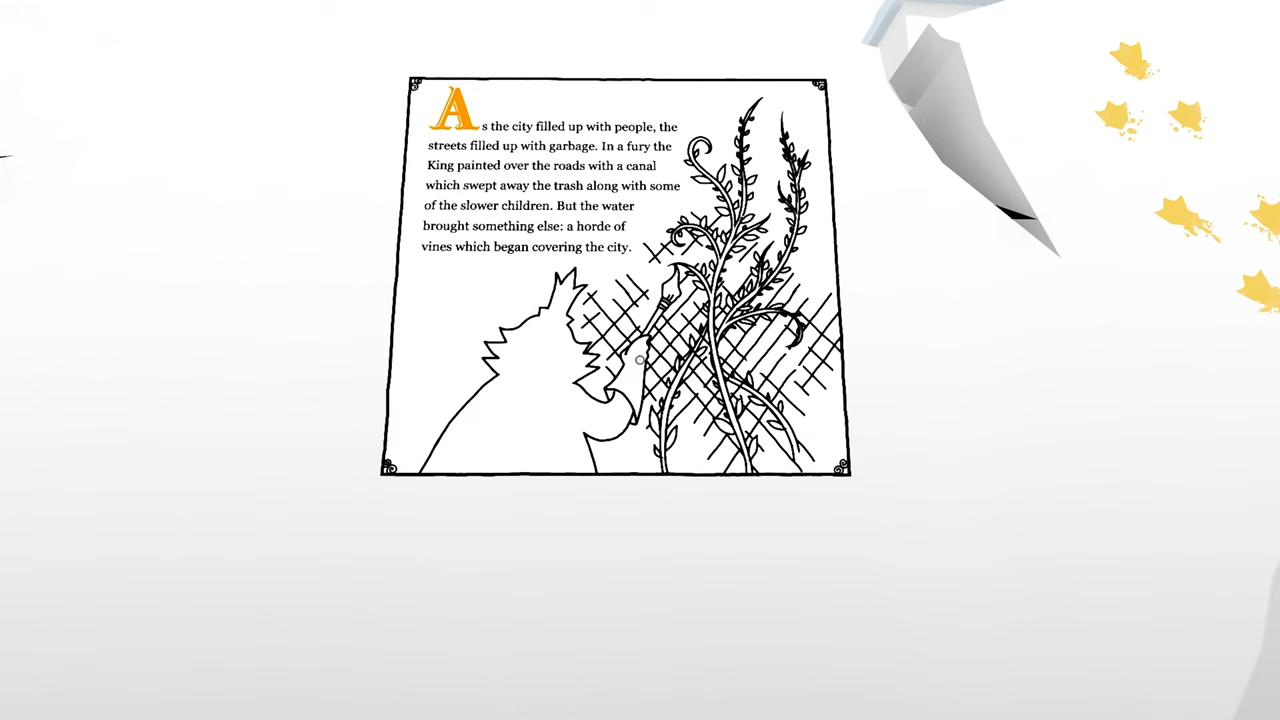 As the city filled up with people, the
streets filled up with garbage. In a fury the
King painted over the roads with a canal
which swept away the trash along with some
of the slower children. But the water
brought something else: a horde of
vines which began covering the city.